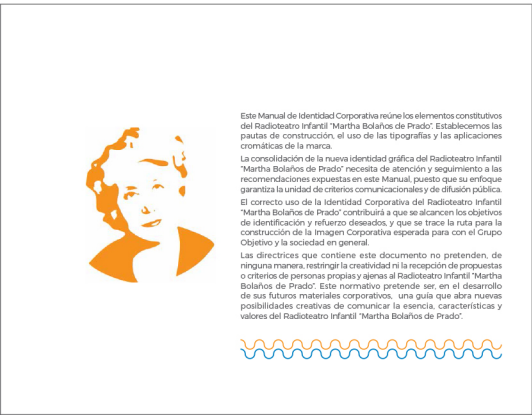 Este Manual de Identidad Corporativa reúne los elementos constitutivos
del Radioteatro Infantil "Martha Bolaños de Prado". Establecemos las
pautas de construcción, el uso de las tipografías y las aplicaciones
cromáticas de la marca.
La consolidación de la nueva identidad gráfica del Radioteatro Infantil
"Martha Bolaños de Prado" necesita de atención y seguimiento a las
recomendaciones expuestas en este Manual, puesto que su enfoque
garantiza la unidad de criterios comunicacionales y de difusión pública.
El correcto uso de la Identidad Corporativa del Radioteatro Infantil
"Martha Bolaños de Prado" contribuirá a que se alcancen los objetivos
de identificación y refuerzo deseados, y que se trace la ruta para la
construcción de la Imagen Corporativa esperada para con el Grupo
Objetivo y la sociedad en general.
Las directrices que contiene este documento no pretenden, de
ninguna manera, restringir la creatividad ni la recepción de propuestas
o criterios de personas propias y ajenas al Radioteatro Infantil "Martha
Bolaños de Prado". Este normativo pretende ser, en el desarrollo
de sus futuros materiales corporativos, una guía que abra nuevas
posibilidades creativas de comunicar la esencia, características y
valores del Radioteatro Infantil "Martha Bolaños de Prado".